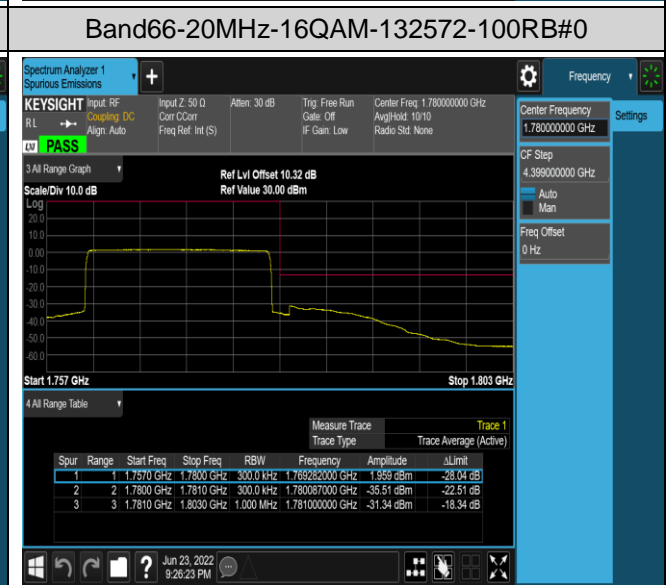 Band66-20MHz-16QAM-132572-100RB#0
Spectrum Analyzer 1
Spurious Emissions
+
Frequency
KEYSIGHT Input: RF Input Z: 50 Ω Atten: 30 dB Trig: Free Run Center Freq: 1.780000000 GHz
RL Coupling: DC Corr CCorr Gate: Off Avg|Hold: 10/10
Align: Auto Freq Ref: Int (S) IF Gain: Low Radio Std: None
LXI PASS
Center Frequency
1.780000000 GHz
Settings
CF Step
4.399000000 GHz
Auto
Man
Freq Offset
0 Hz
3 All Range Graph
Ref Lvl Offset 10.32 dB
Scale/Div 10.0 dB Ref Value 30.00 dBm
Log
20.0
10.0
0.00
-10.0
-20.0
-30.0
-40.0
-50.0
-60.0
Start 1.757 GHz Stop 1.803 GHz
4 All Range Table
Measure Trace Trace 1
Trace Type Trace Average (Active)
Spur Range Start Freq Stop Freq RBW Frequency Amplitude ΔLimit
1 1 1.7570 GHz 1.7800 GHz 300.0 kHz 1.769282000 GHz 1.959 dBm -28.04 dB
2 2 1.7800 GHz 1.7810 GHz 300.0 kHz 1.780087000 GHz -35.51 dBm -22.51 dB
3 3 1.7810 GHz 1.8030 GHz 1.000 MHz 1.781000000 GHz -31.34 dBm -18.34 dB
?
Jun 23, 2022
9:26:23 PM